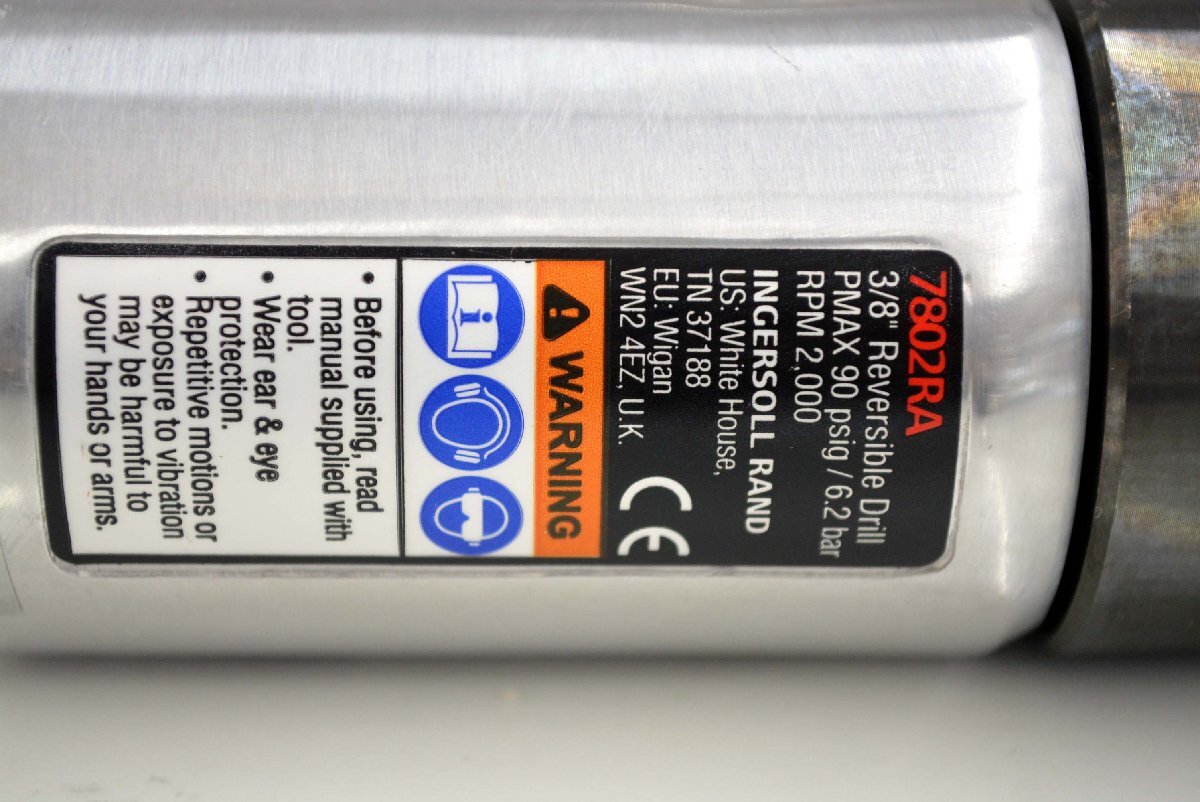 7802RA
3/8" Reversible Drill
PMAX 90 psig / 6.2 bar
RPM 2,000
INGERSOLL RAND
US: White House,
TN 37188
EU: Wigan
WN2 4EZ, U.K.
CE
WARNING
• Before using, read
manual supplied with
tool.
• Wear ear & eye
protection.
• Repetitive motions or
exposure to vibration
may be harmful to
your hands or arms.